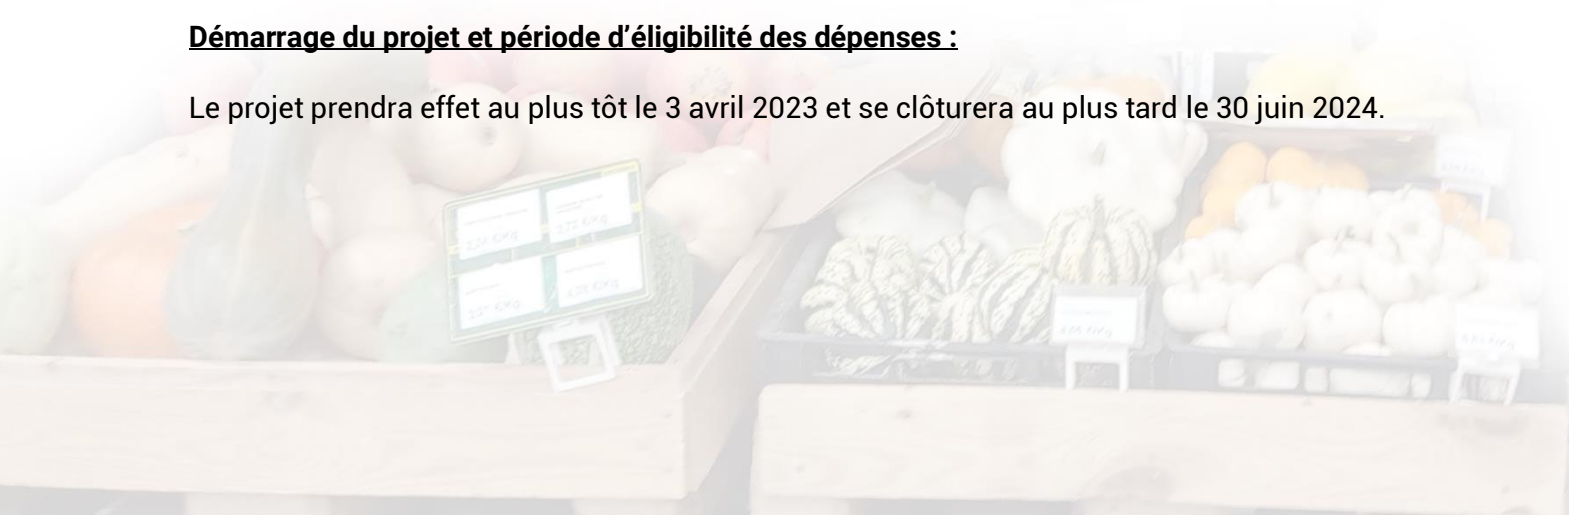 Démarrage du projet et période d’éligibilité des dépenses :
Le projet prendra effet au plus tôt le 3 avril 2023 et se clôturera au plus tard le 30 juin 2024.